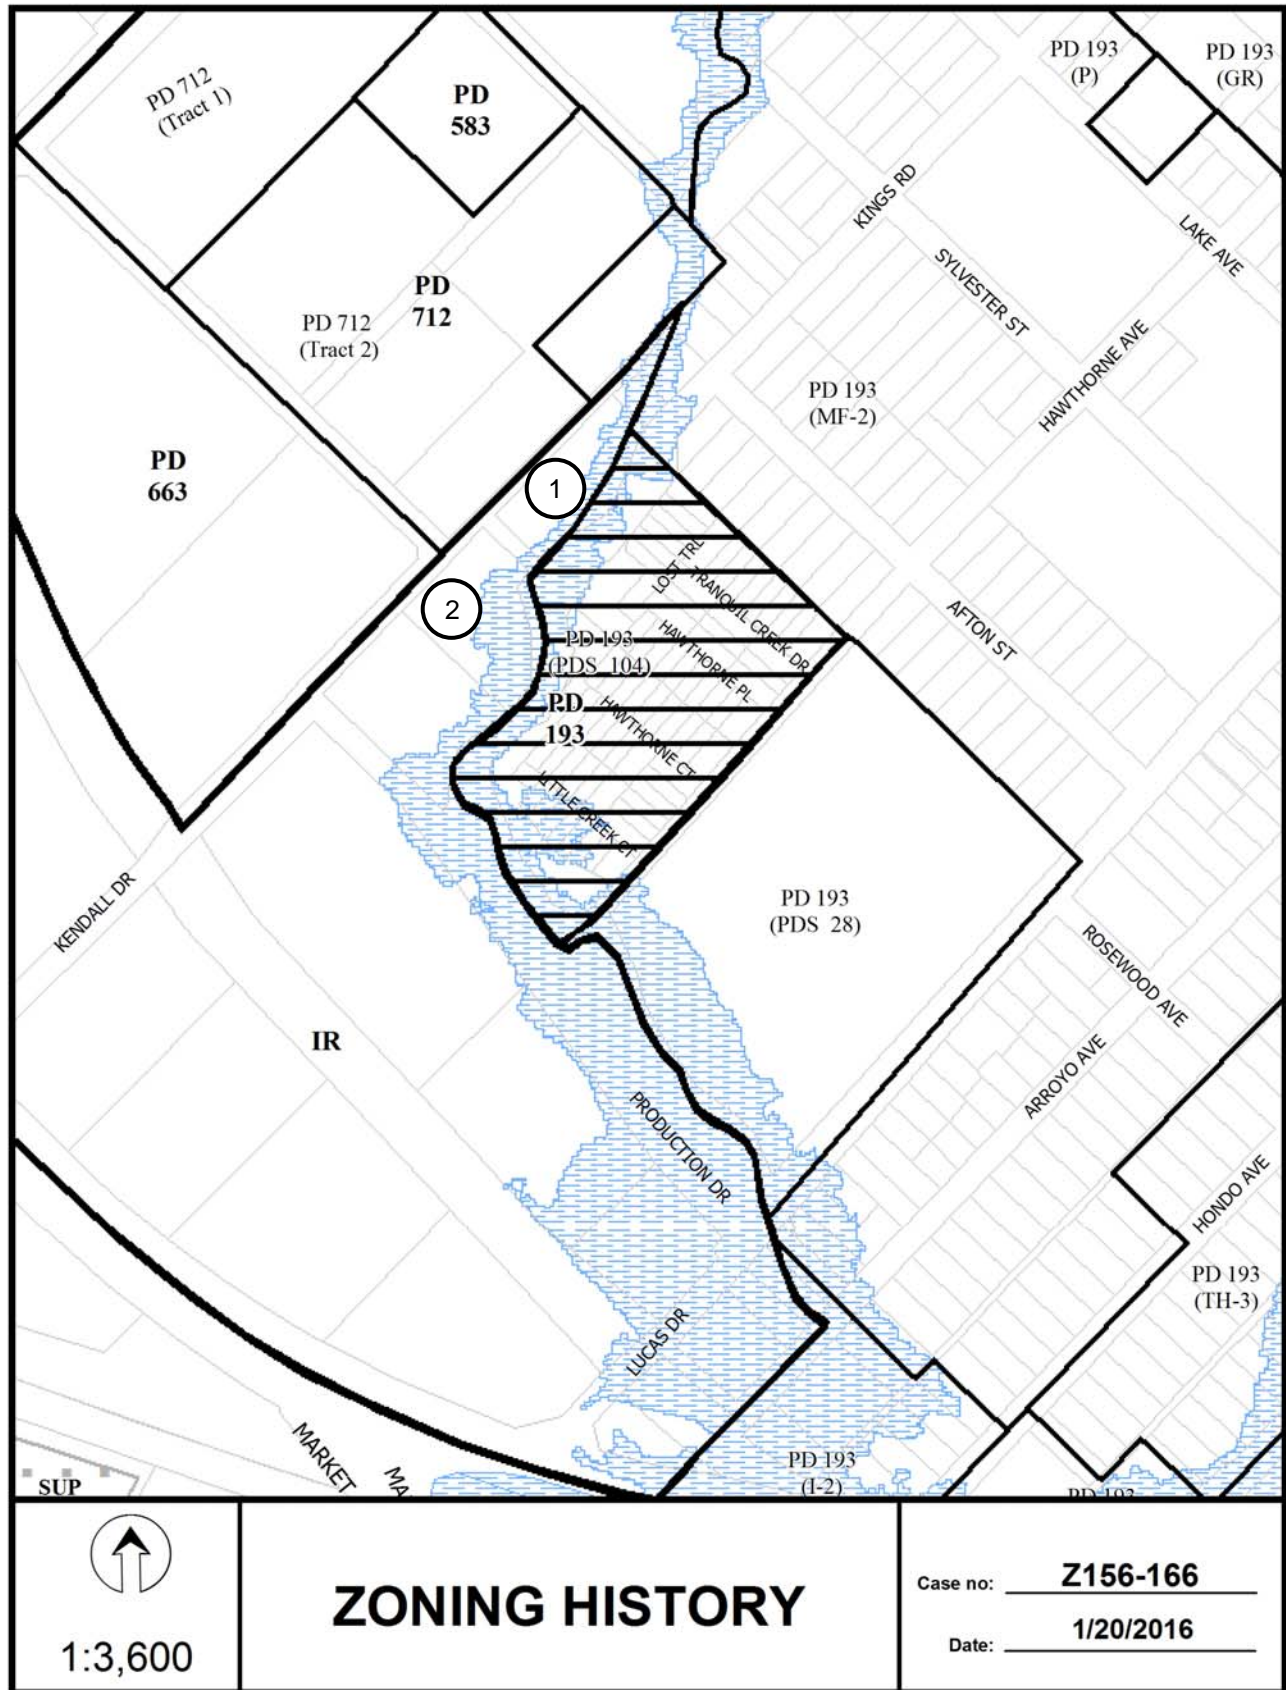 PD 712
(Tract 1)
PD
583
PD 193
(P)
PD 193
(GR)
KINGS RD
LAKE AVE
SYLVESTER ST
PD
712
PD 712
(Tract 2)
HAWTHORNE AVE
PD 193
(MF-2)
PD
663
1
LOST TRL
TRANQUIL CREEK DR
2
AFTON ST
HAWTHORNE PL
PD 193
(PDS 104)
PD
193
HAWTHORNE CT
LITTLE CREEK CT
KENDALL DR
PD 193
(PDS 28)
ROSEWOOD AVE
IR
ARROYO AVE
PRODUCTION DR
HONDO AVE
PD 193
(TH-3)
LUCAS DR
MARKET
MA
SUP
PD 193
(I-2)
PD 193
1:3,600
ZONING HISTORY
Case no: Z156-166
Date: 1/20/2016